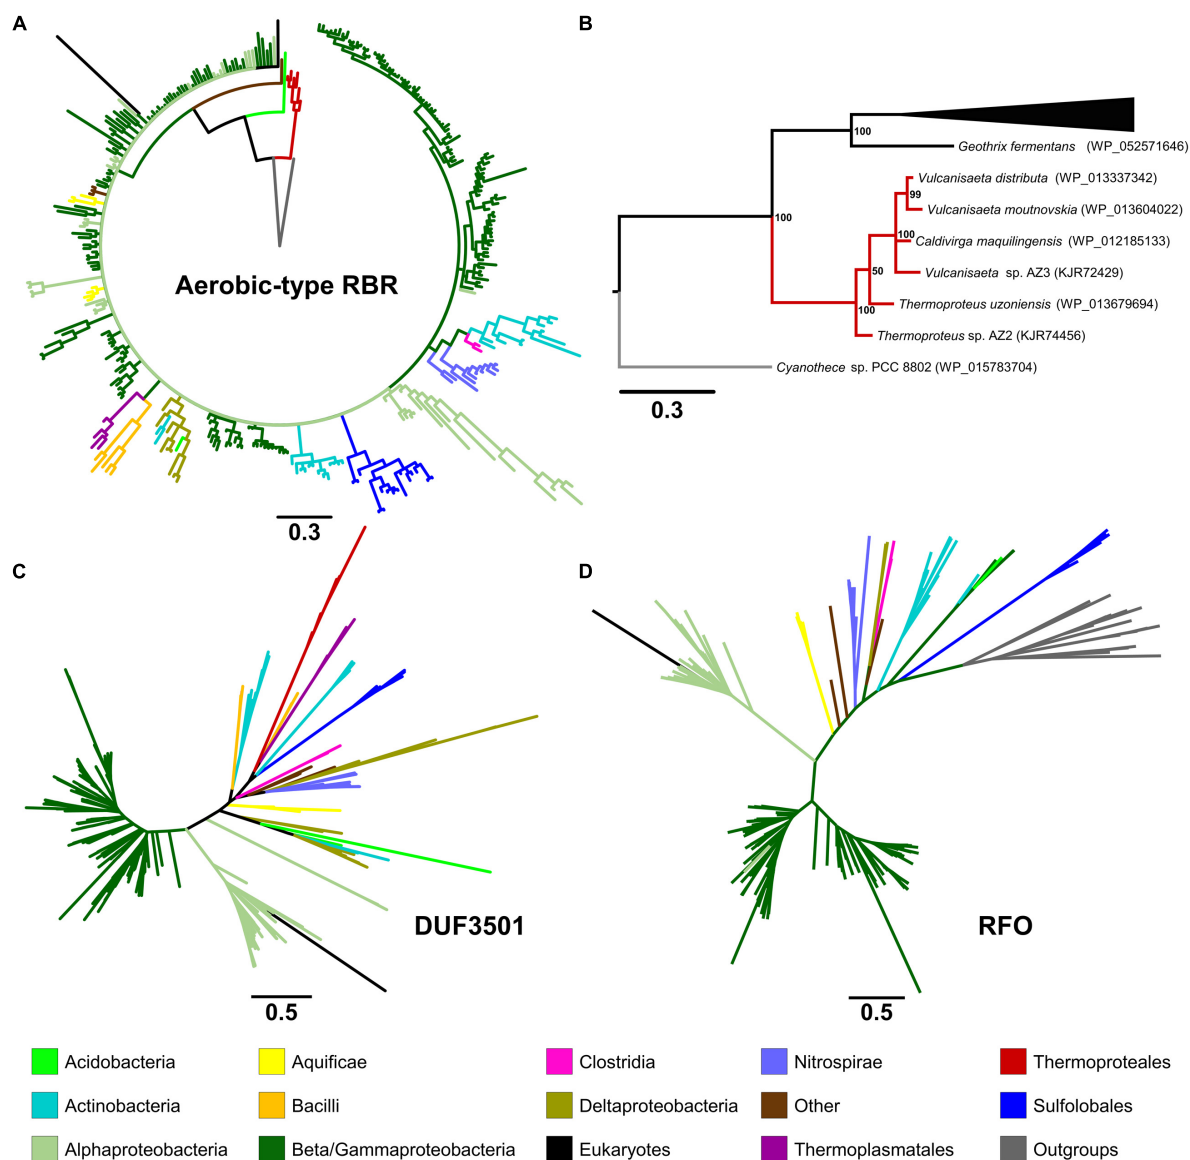 A
Aerobic-type RBR
0.3
B
100
Geothrix fermentans (WP_052571646)
Vulcanisaeta distributa (WP_013337342)
99
Vulcanisaeta moutnovskia (WP_013604022)
100
100
Caldivirga maquilingensis (WP_012185133)
50
Vulcanisaeta sp. AZ3 (KJR72429)
Thermoproteus uzoniensis (WP_013679694)
100
Thermoproteus sp. AZ2 (KJR74456)
Cyanothece sp. PCC 8802 (WP_015783704)
0.3
C
DUF3501
0.5
D
RFO
0.5
Acidobacteria
Aquificae
Clostridia
Nitrospirae
Thermoproteales
Actinobacteria
Bacilli
Deltaproteobacteria
Other
Sulfolobales
Alphaproteobacteria
Beta/Gammaproteobacteria
Eukaryotes
Thermoplasmatales
Outgroups